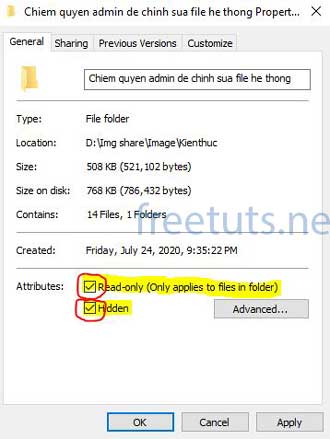 Chiem quyen admin de chinh sua file he thong Propert...
General Sharing Previous Versions Customize
Chiem quyen admin de chinh sua file he thong
Type: File folder
Location: D:\Img share\Image\Kienthuc
Size: 508 KB (521,102 bytes)
Size on disk: 768 KB (786,432 bytes)
Contains: 14 Files, 1 Folders
freetuts.net
Created: Friday, July 24, 2020, 9:35:22 PM
Attributes: Read-only (Only applies to files in folder)
Hidden Advanced...
OK Cancel Apply